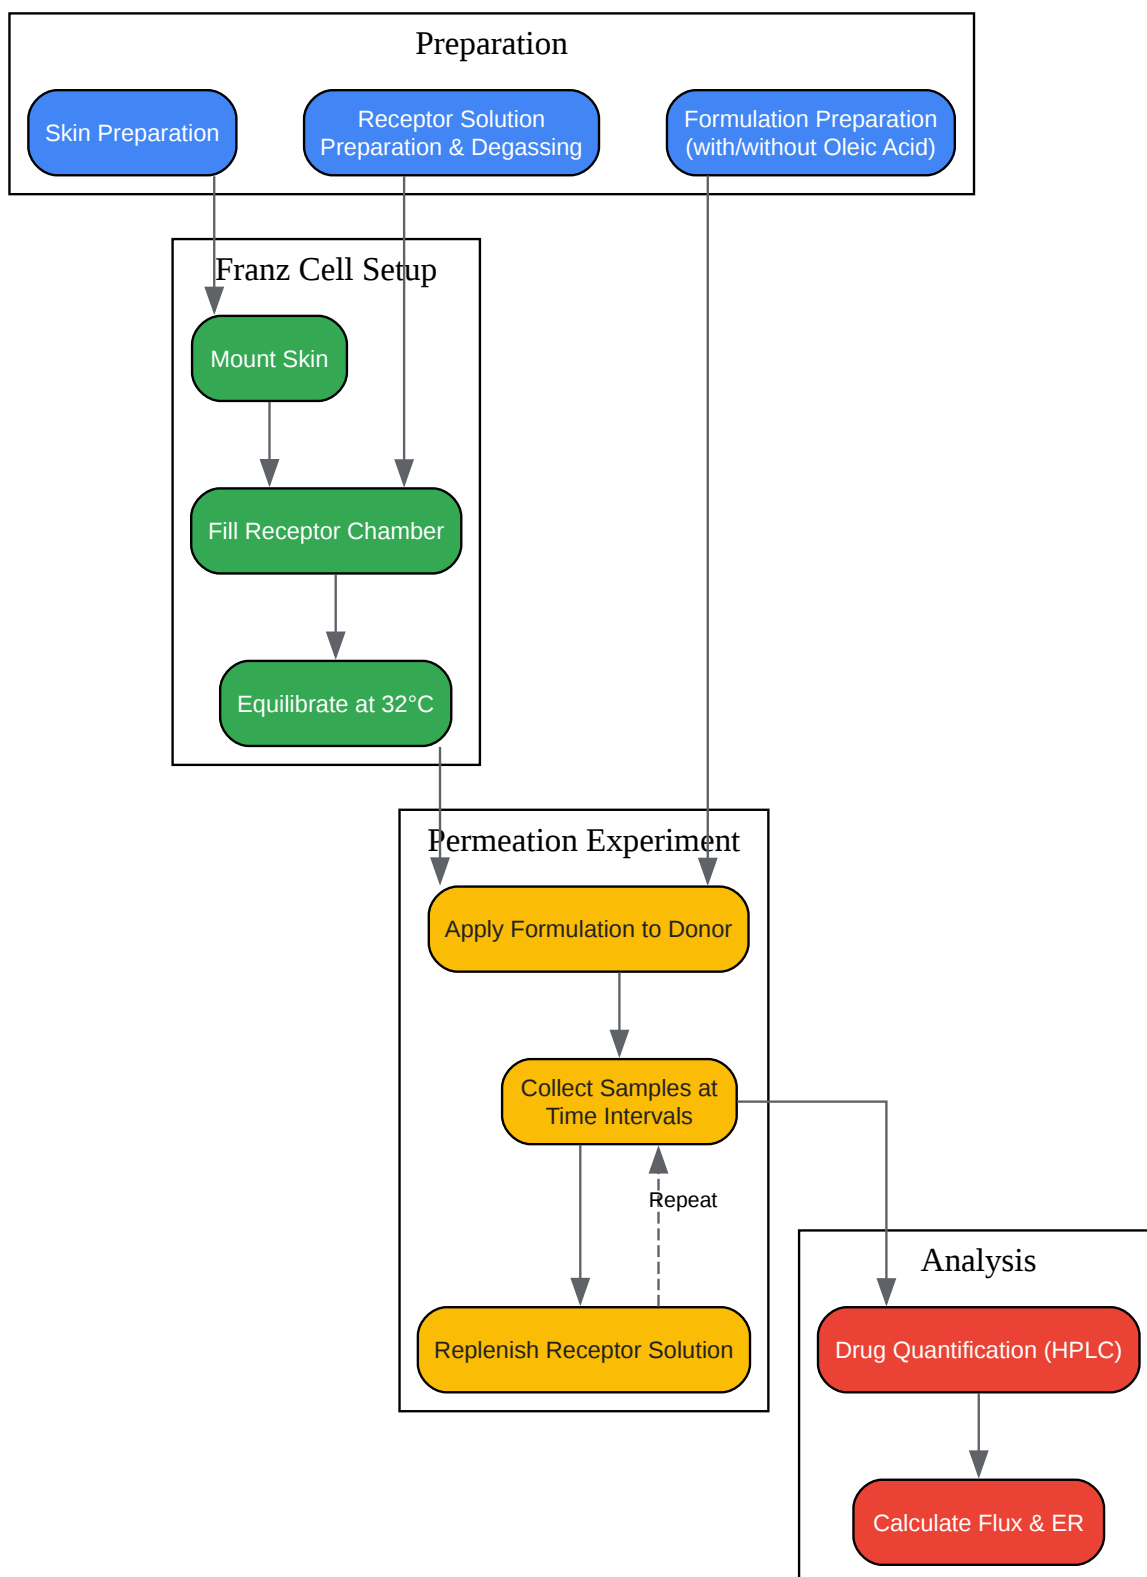 Preparation
Skin Preparation
Receptor Solution
Preparation & Degassing
Formulation Preparation
(with/without Oleic Acid)
Franz Cell Setup
Mount Skin
Fill Receptor Chamber
Equilibrate at 32°C
Permeation Experiment
Apply Formulation to Donor
Collect Samples at
Time Intervals
Repeat
Replenish Receptor Solution
Analysis
Drug Quantification (HPLC)
Calculate Flux & ER